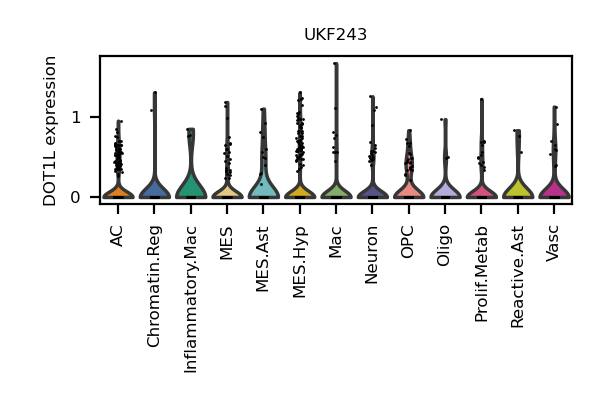 UKF243
DOT1L expression
1
0
AC
Chromatin.Reg
Inflammatory.Mac
MES
MES.Ast
MES.Hyp
Mac
Neuron
OPC
Oligo
Prolif.Metab
Reactive.Ast
Vasc